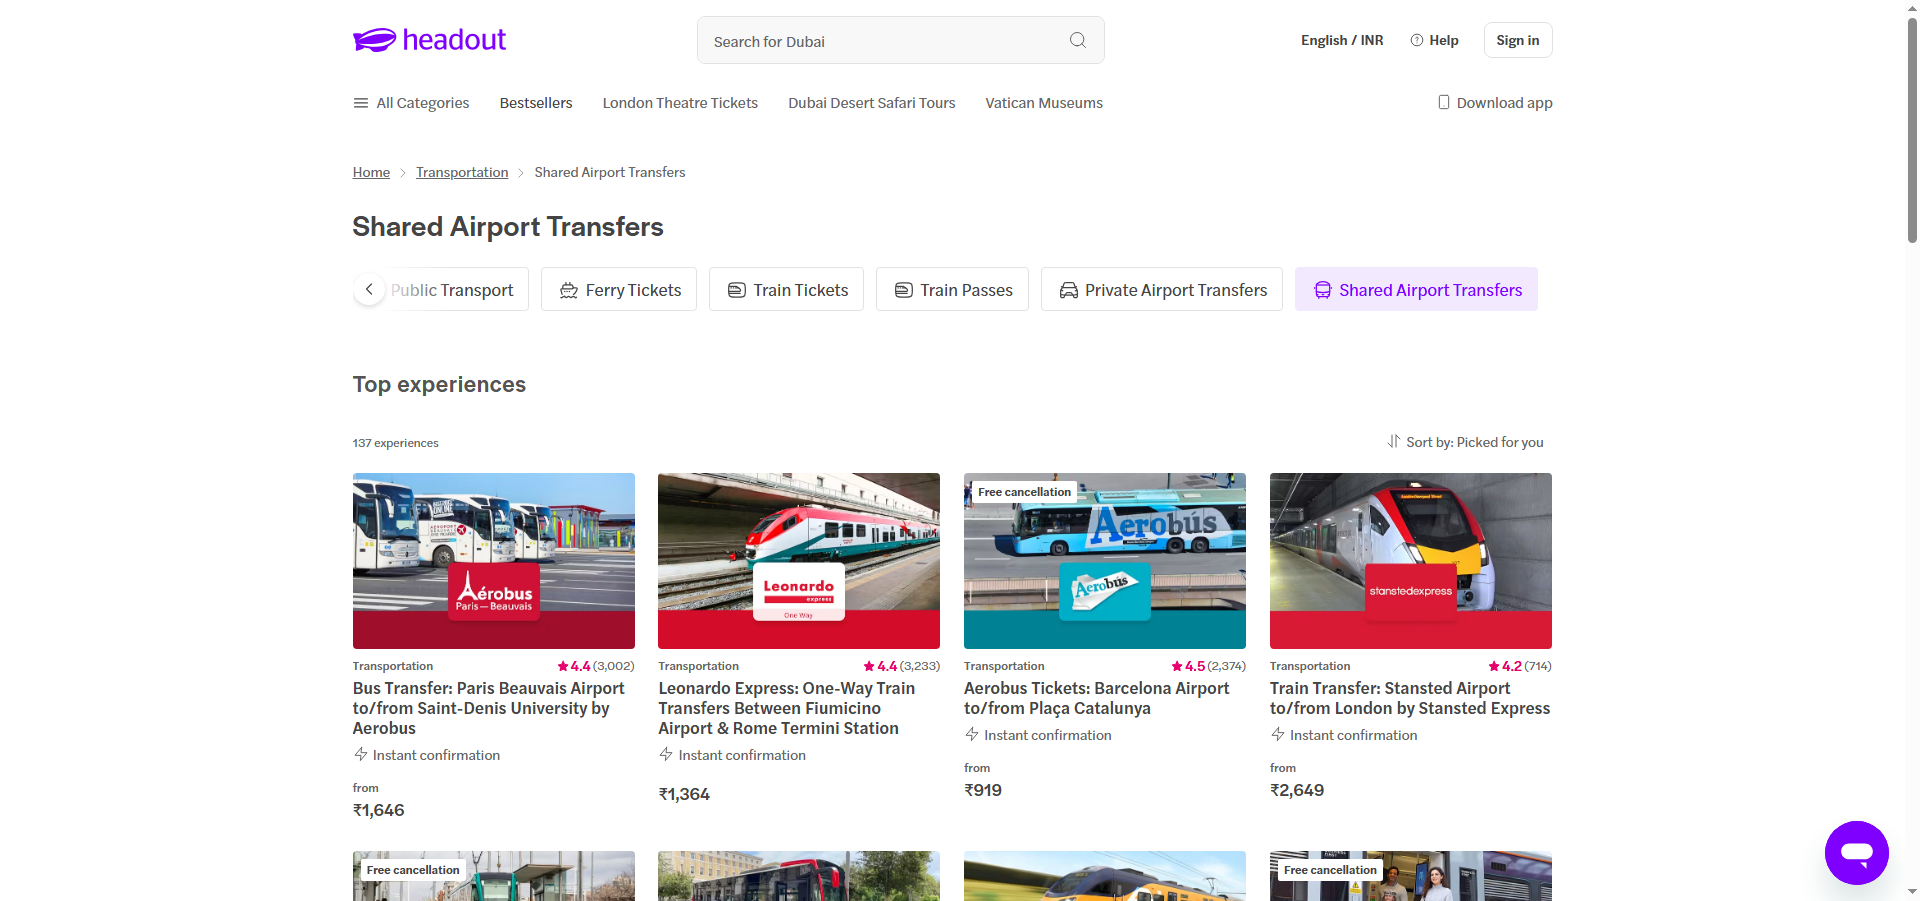 headout
Search for Dubai
English / INR
Help
Sign in
All Categories
Bestsellers
London Theatre Tickets
Dubai Desert Safari Tours
Vatican Museums
Download app
Home
Transportation
Shared Airport Transfers
Shared Airport Transfers
Public Transport
Ferry Tickets
Train Tickets
Train Passes
Private Airport Transfers
Shared Airport Transfers
Top experiences
137 experiences
Sort by: Picked for you
Aérobus
Paris — Beauvais
Leonardo
express
One Way
Free cancellation
Aerobús
Aerobús
stanstedexpress
Transportation
4.4 (3,002)
Bus Transfer: Paris Beauvais Airport
to/from Saint-Denis University by
Aerobus
Instant confirmation
from
₹1,646
Transportation
4.4 (3,233)
Leonardo Express: One-Way Train
Transfers Between Fiumicino
Airport & Rome Termini Station
Instant confirmation
₹1,364
Transportation
4.5 (2,374)
Aerobus Tickets: Barcelona Airport
to/from Plaça Catalunya
Instant confirmation
from
₹919
Transportation
4.2 (714)
Train Transfer: Stansted Airport
to/from London by Stansted Express
Instant confirmation
from
₹2,649
Free cancellation
Free cancellation